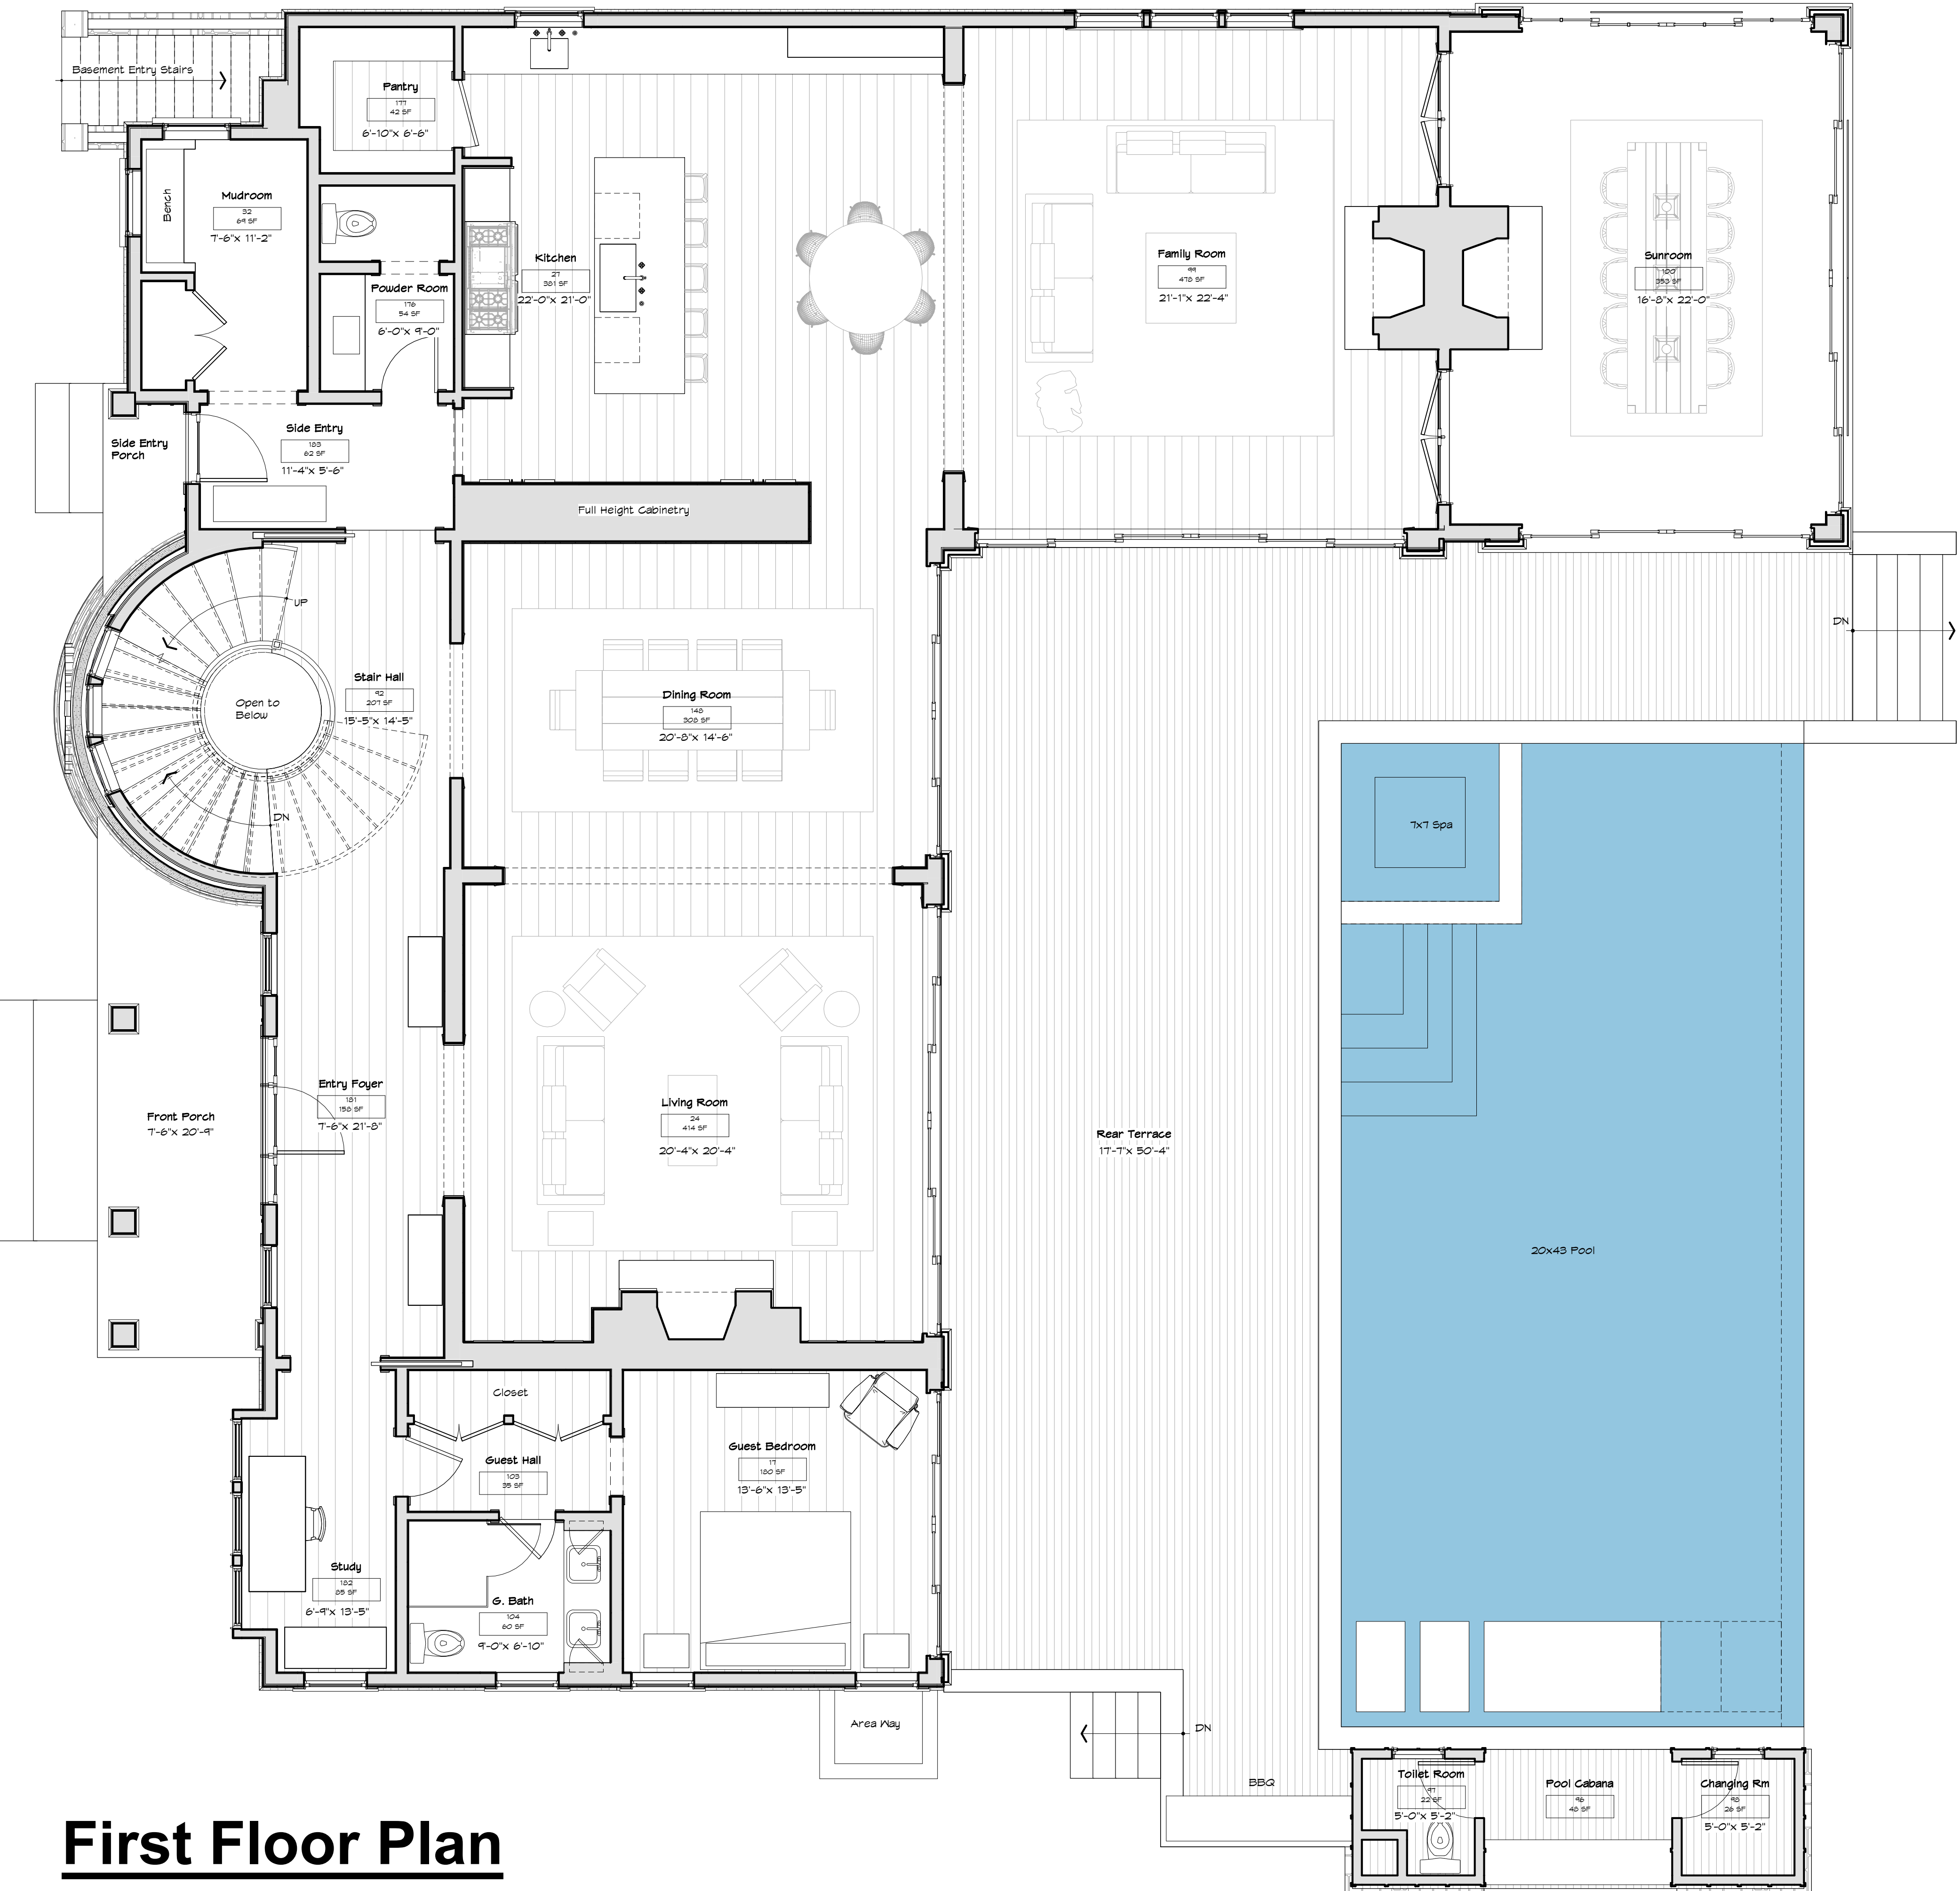 Basement Entry Stairs
Pantry
177
42 SF
6'-10"x 6'-6"
Bench
Mudroom
32
69 SF
7'-6"x 11'-2"
Powder Room
178
54 SF
6'-0"x 9'-0"
Kitchen
27
381 SF
22'-0"x 21'-0"
Family Room
99
478 SF
21'-1"x 22'-4"
Sunroom
100
353 SF
16'-8"x 22'-0"
Side Entry
Porch
Side Entry
183
62 SF
11'-4"x 5'-6"
Full Height Cabinetry
UP
Open to
Below
DN
Stair Hall
92
207 SF
15'-5"x 14'-5"
Dining Room
148
308 SF
20'-8"x 14'-6"
DN
7x7 Spa
Front Porch
7'-6"x 20'-9"
Entry Foyer
181
158 SF
7'-6"x 21'-8"
Living Room
24
414 SF
20'-4"x 20'-4"
Rear Terrace
17'-7"x 50'-4"
20x43 Pool
Closet
Guest Hall
103
35 SF
Guest Bedroom
17
180 SF
13'-6"x 13'-5"
Study
182
85 SF
6'-9"x 13'-5"
G. Bath
104
60 SF
9'-0"x 6'-10"
Area Way
DN
BBQ
Toilet Room
97
22 SF
5'-0"x 5'-2"
Pool Cabana
96
48 SF
Changing Rm
98
26 SF
5'-0"x 5'-2"
First Floor Plan